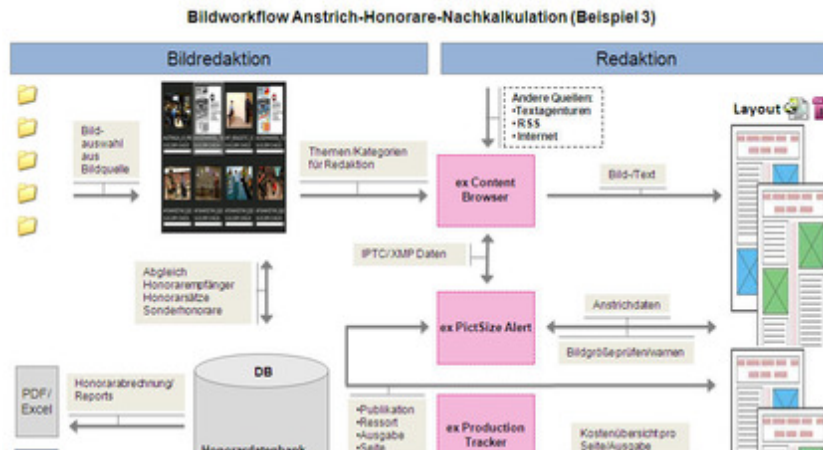 Bildworkflow Anstrich-Honorare-Nachkalkulation (Beispiel 3)
Bildredaktion
Redaktion
Bild-
auswahl
aus
Bildquelle
Themen/Kategorien
für Redaktion
Andere Quellen:
•Textagenturen
•RSS
•Internet
Layout
ex Content
Browser
Bild-/Text
IPTC/XMP Daten
Abgleich
Honorarempfänger
Honorarsätze
Sonderhonorare
ex PictSize Alert
Anstrichdaten
Bildgröße prüfen/warnen
DB
PDF/
Excel
Honorarabrechnung/
Reports
•Publikation
•Ressort
•Ausgabe
•Seite
ex Production
Tracker
Kostenübersicht pro
Seite/Ausgabe
Honorardatenbank